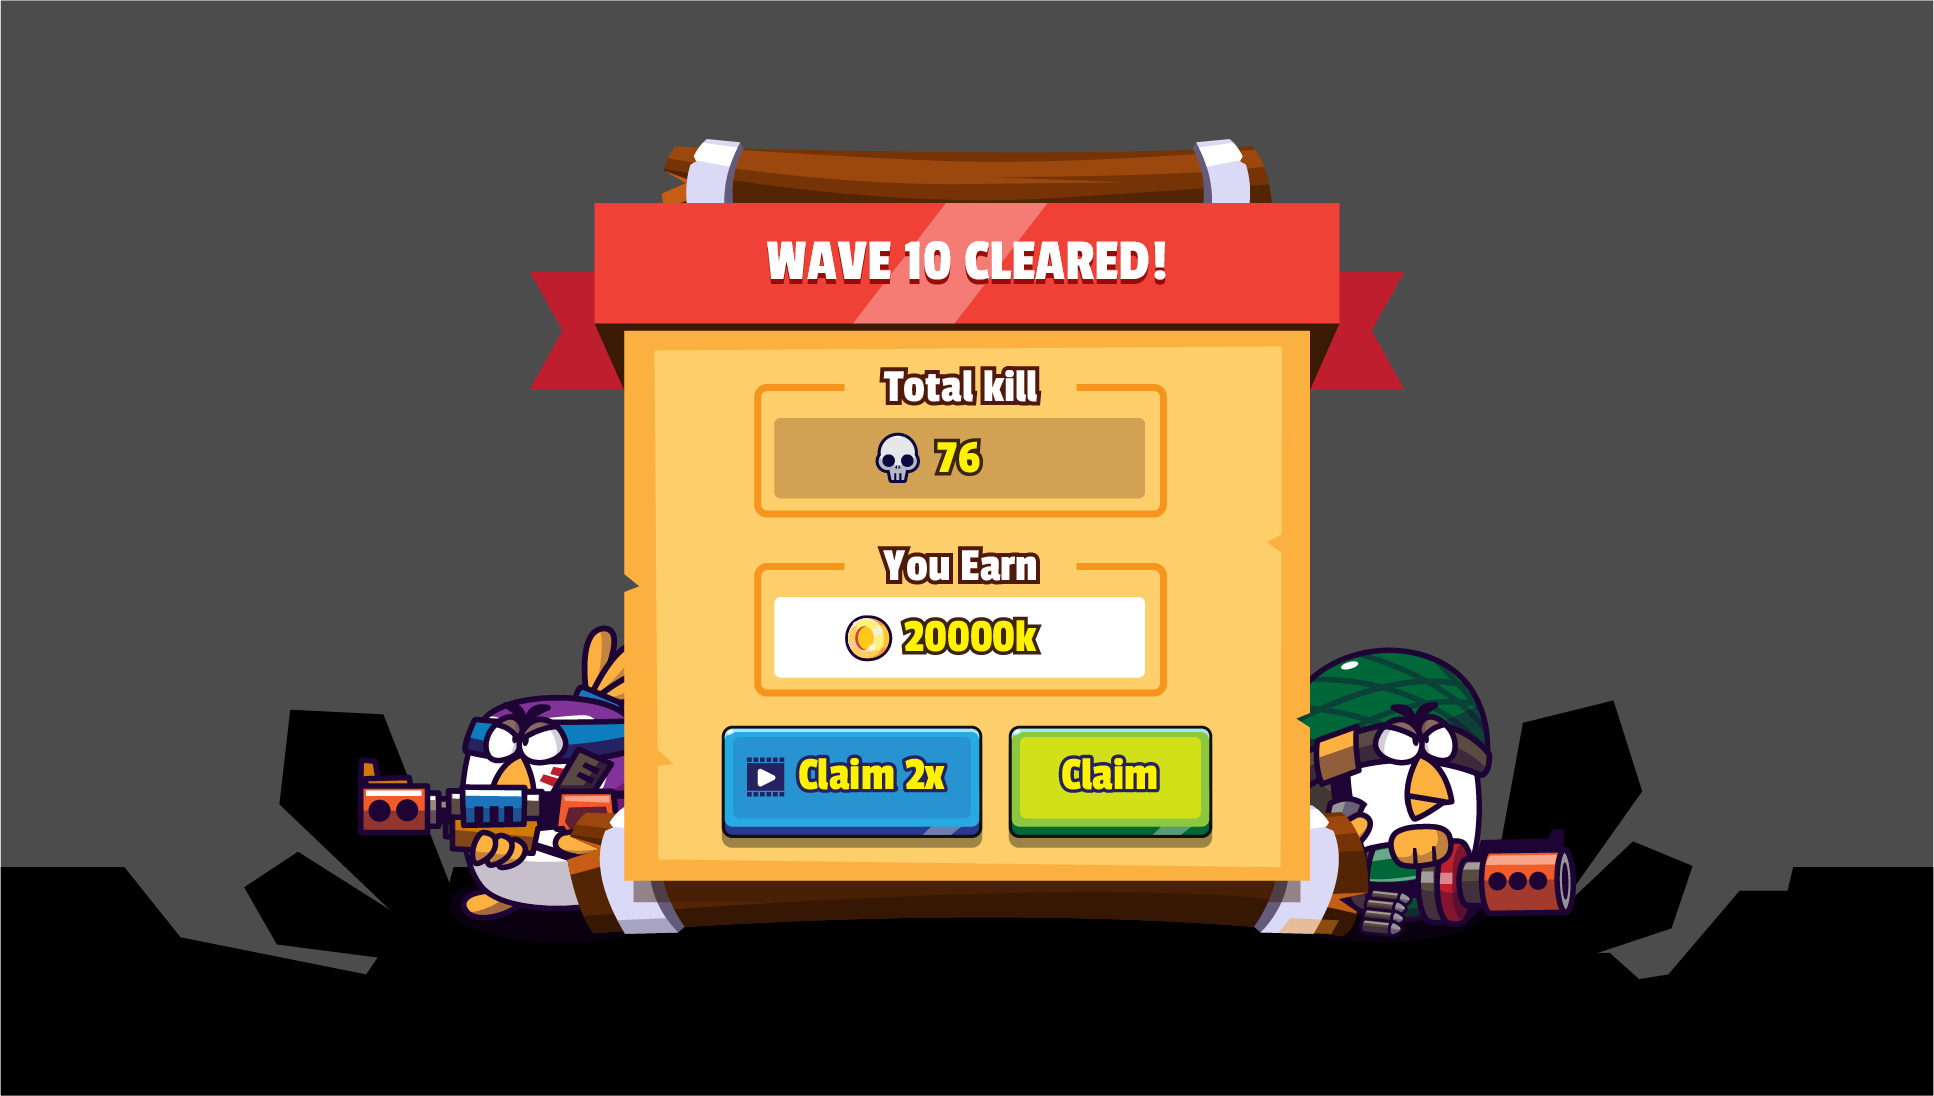 WAVE 10 CLEARED!
Total kill
76
You Earn
20000k
Claim 2x
Claim